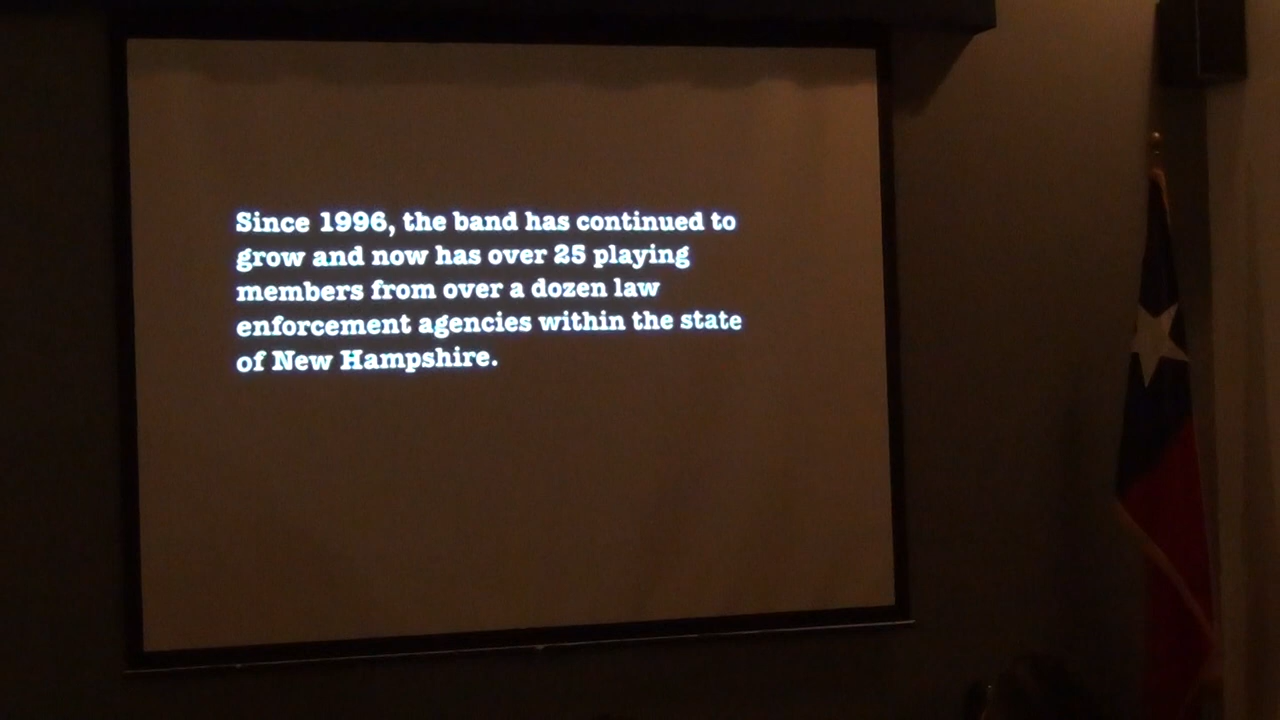 Since 1996, the band has continued to
grow and now has over 25 playing
members from over a dozen law
enforcement agencies within the state
of New Hampshire.